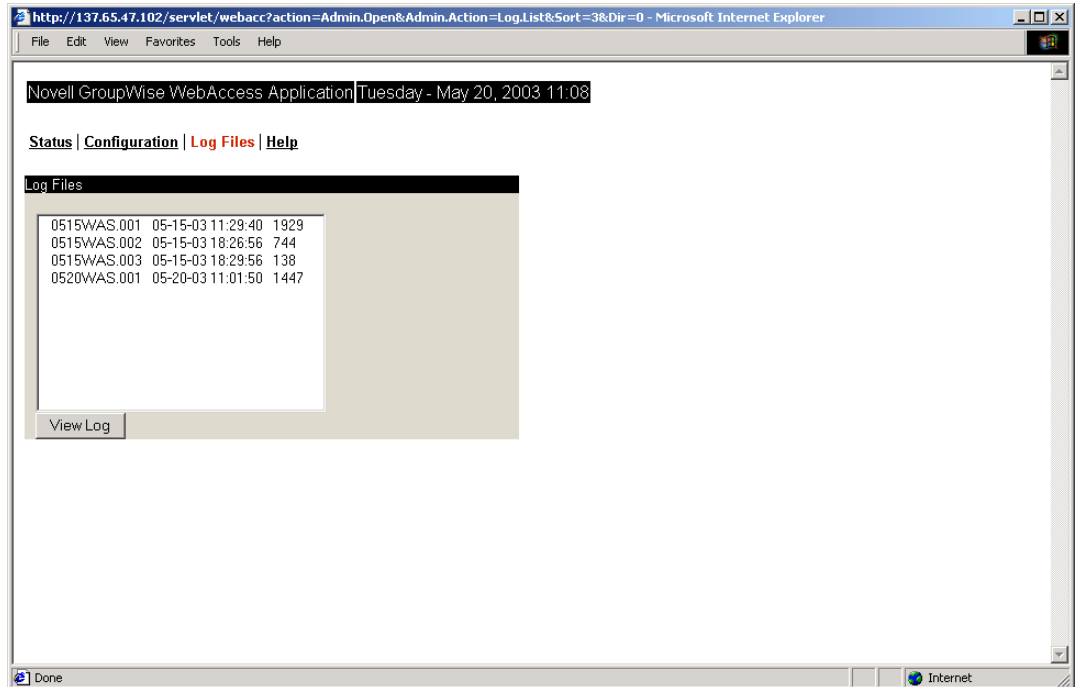 http://137.65.47.102/servlet/webacc?action=Admin.Open&Admin.Action=Log.List&Sort=3&Dir=0 - Microsoft Internet Explorer
File Edit View Favorites Tools Help
Novell GroupWise WebAccess Application Tuesday - May 20, 2003 11:08
Status | Configuration | Log Files | Help
Log Files
0515WAS.001 05-15-03 11:29:40 1929
0515WAS.002 05-15-03 18:26:56 744
0515WAS.003 05-15-03 18:29:56 138
0520WAS.001 05-20-03 11:01:50 1447
View Log
Done Internet